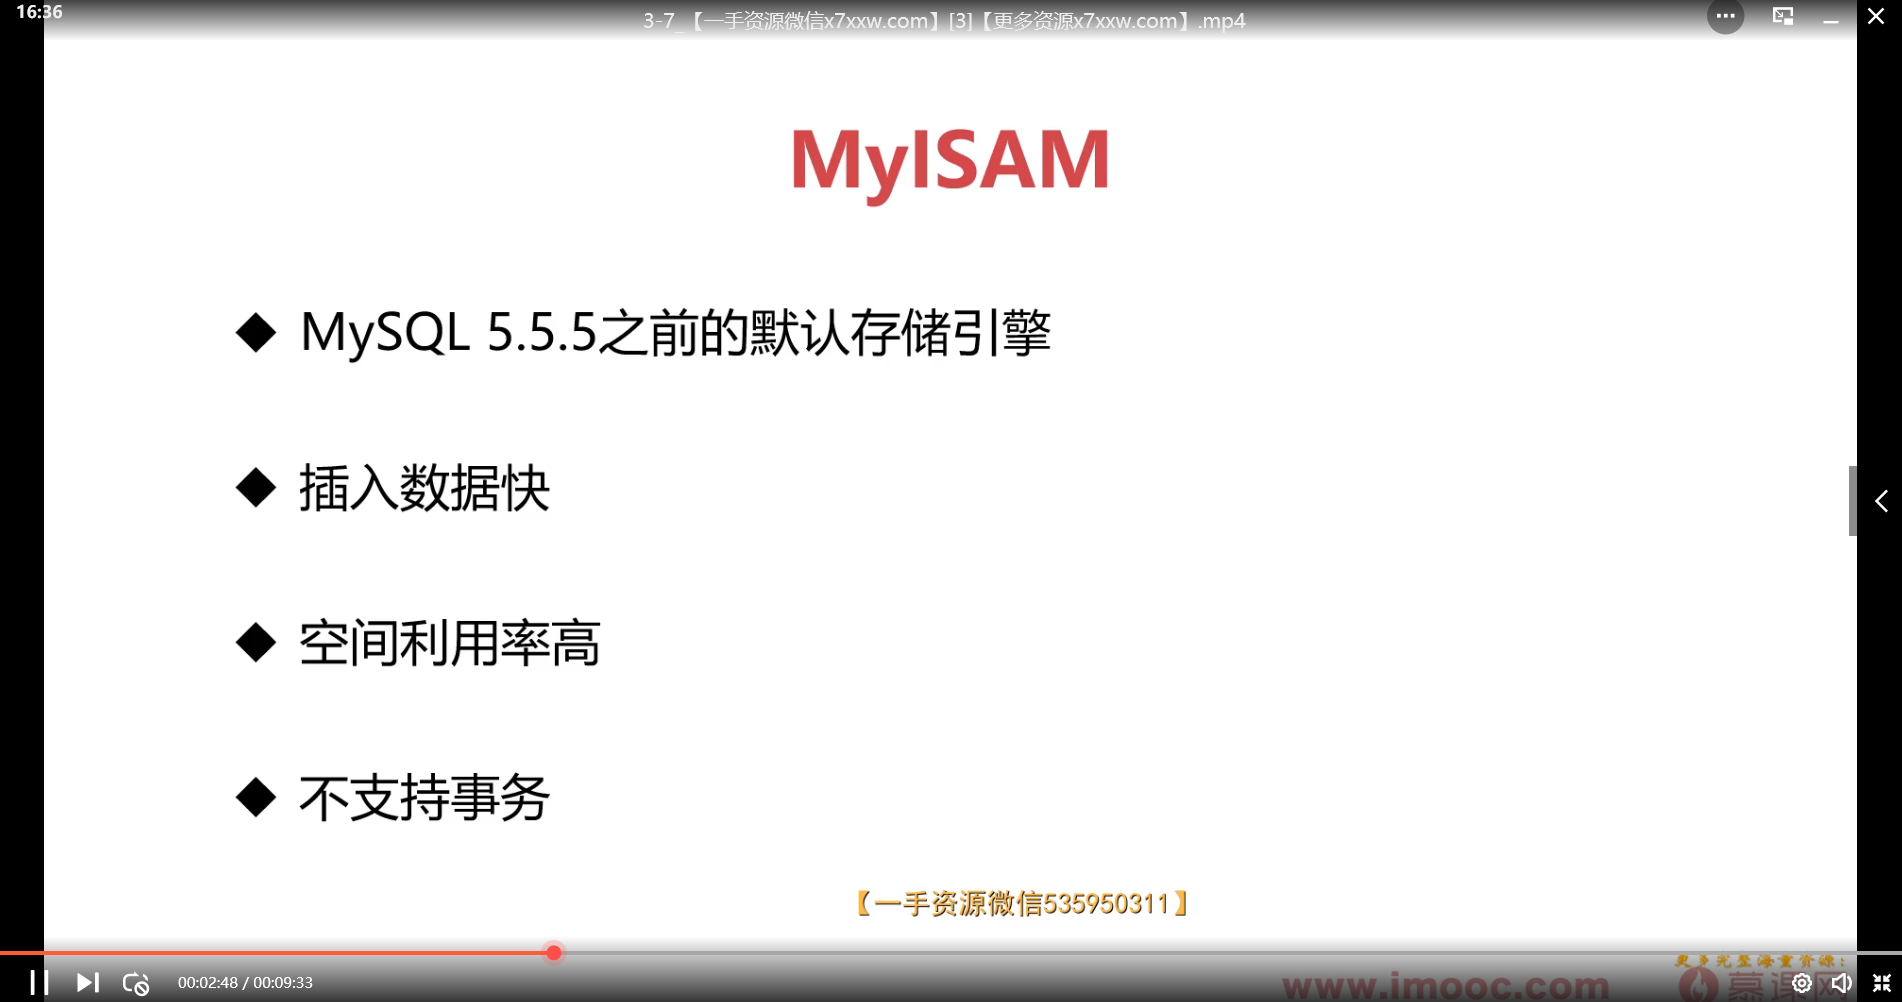 16:36
3-7_【一手资源微信x7xxw.com】[3]【更多资源x7xxw.com】.mp4
MyISAM
◆ MySQL 5.5.5之前的默认存储引擎
◆ 插入数据快
◆ 空间利用率高
◆ 不支持事务
【一手资源微信535950311】
更多完整海量资源：
00:02:48 / 00:09:33
www.imooc.com
慕课网